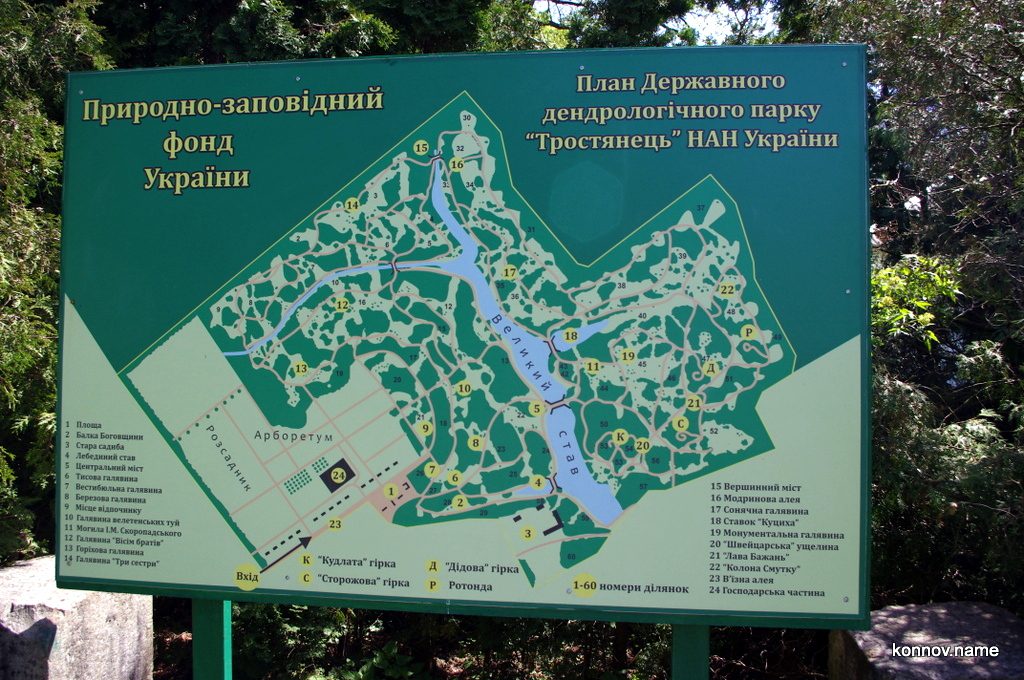 Природно-заповідний
фонд
України
План Державного
дендрологічного парку
“Тростянець” НАН України
Великий став
Арборетум
Розсадник
Вхід
1 Площа
2 Балка Боговщини
3 Стара садиба
4 Лебединий став
5 Центральний міст
6 Тисова галявина
7 Вестибульна галявина
8 Березова галявина
9 Місце відпочинку
10 Галявина велетенських туй
11 Могила І.М. Скоропадського
12 Галявина "Вісім братів"
13 Горіхова галявина
14 Галявина "Три сестри"
К "Кудлата" гірка
С "Сторожова" гірка
Д "Дідова" гірка
Р Ротонда
1-60 номери ділянок
15 Вершинний міст
16 Модринова алея
17 Сонячна галявина
18 Ставок "Куциха"
19 Монументальна галявина
20 "Швейцарська" ущелина
21 "Лава Бажань"
22 "Колона Смутку"
23 В'їзна алея
24 Господарська частина
konnov.name